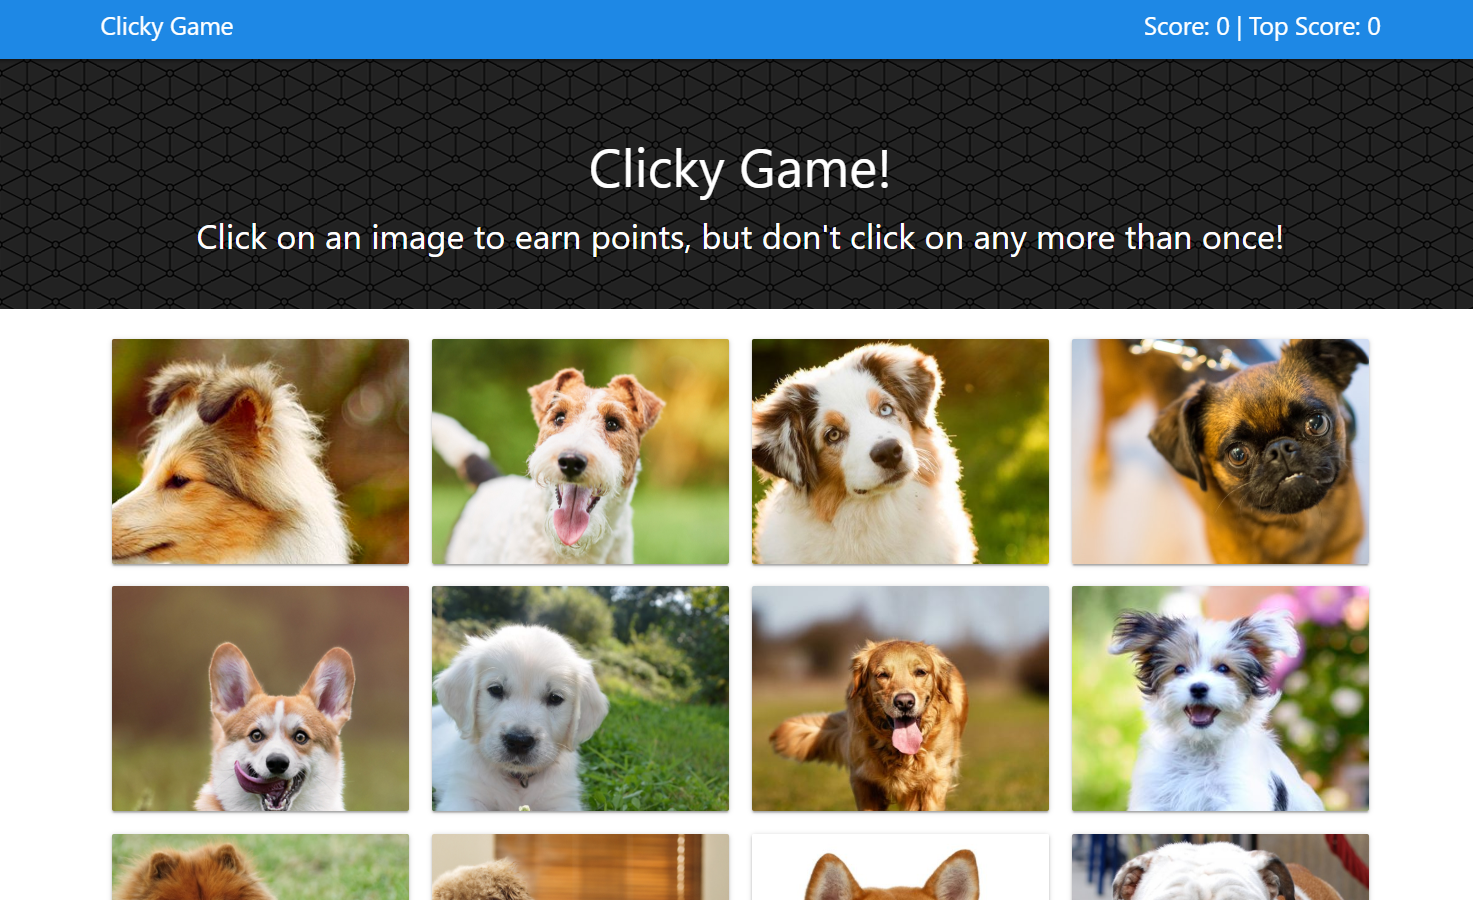 Clicky Game
Score: 0 | Top Score: 0
Clicky Game!
Click on an image to earn points, but don't click on any more than once!